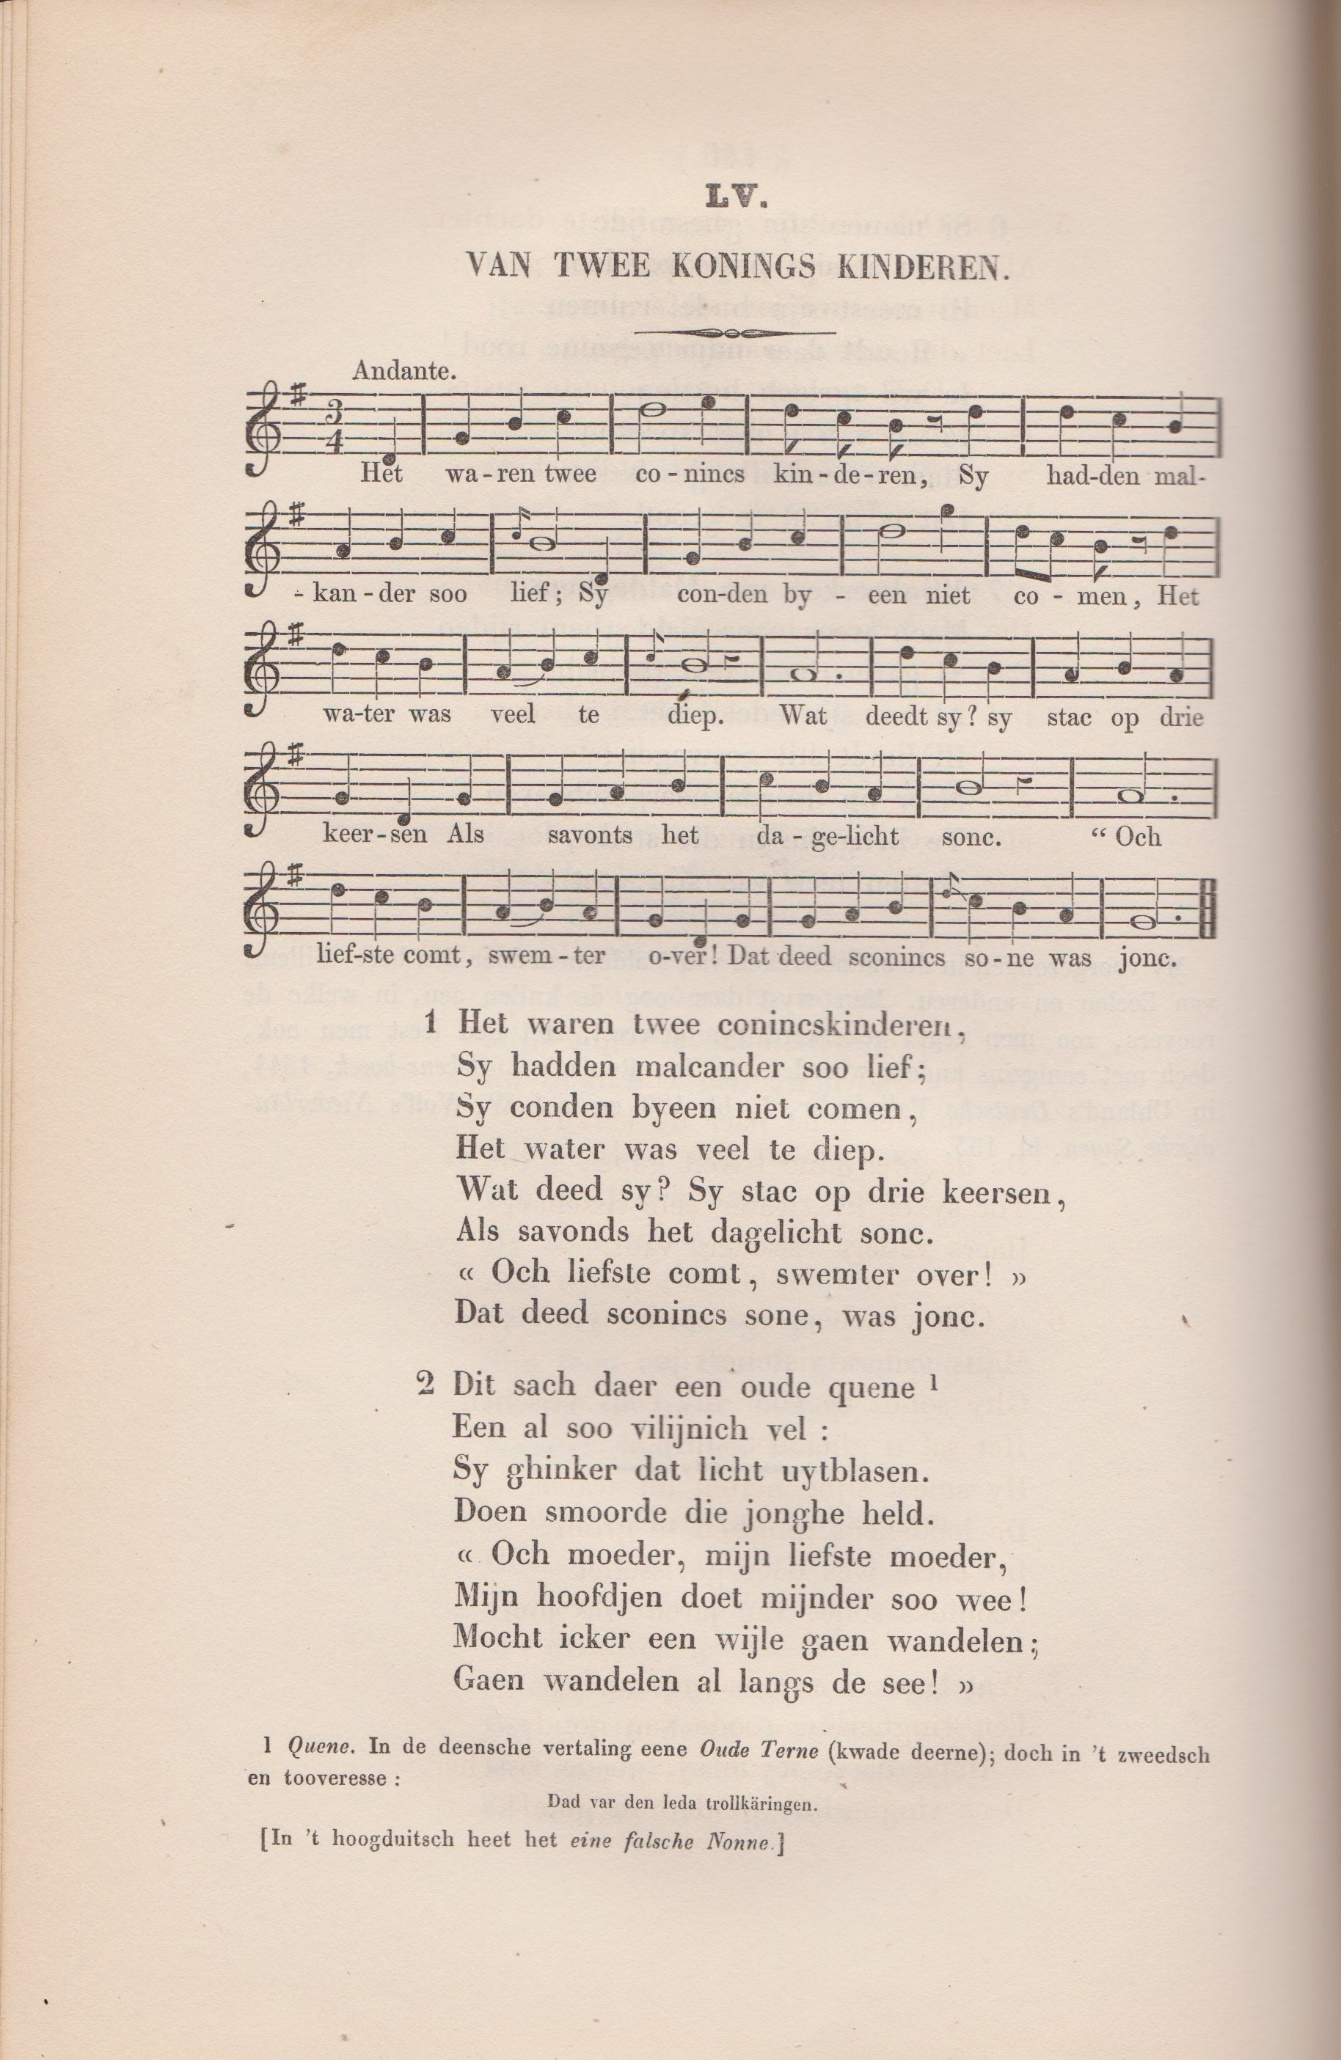 LV.
VAN TWEE KONINGS KINDEREN.
Andante.
3
4
Het wa-ren twee co-nincs kin-de-ren, Sy had-den mal-
- kan-der soo lief; Sy con-den by - een niet co - men, Het
wa-ter was veel te diep. Wat deedt sy? sy stac op drie
keer-sen Als savonts het da-ge-licht sonc. “ Och
lief-ste comt, swem-ter o-ver! Dat deed sconincs so-ne was jonc.
1 Het waren twee conincskinderen,
Sy hadden malcander soo lief;
Sy conden byeen niet comen,
Het water was veel te diep.
Wat deed sy? Sy stac op drie keersen,
Als savonds het dagelicht sonc.
« Och liefste comt, swemter over! »
Dat deed sconincs sone, was jonc.
2 Dit sach daer een oude quene 1
Een al soo vilijnich vel :
Sy ghinker dat licht uytblasen.
Doen smoorde die jonghe held.
« Och moeder, mijn liefste moeder,
Mijn hoofdjen doet mijnder soo wee!
Mocht icker een wijle gaen wandelen;
Gaen wandelen al langs de see! »
1 Quene. In de deensche vertaling eene Oude Terne (kwade deerne); doch in 't zweedsch
en tooveresse :
Dad var den leda trollkäringen.
[In 't hoogduitsch heet het eine falsche Nonne.]